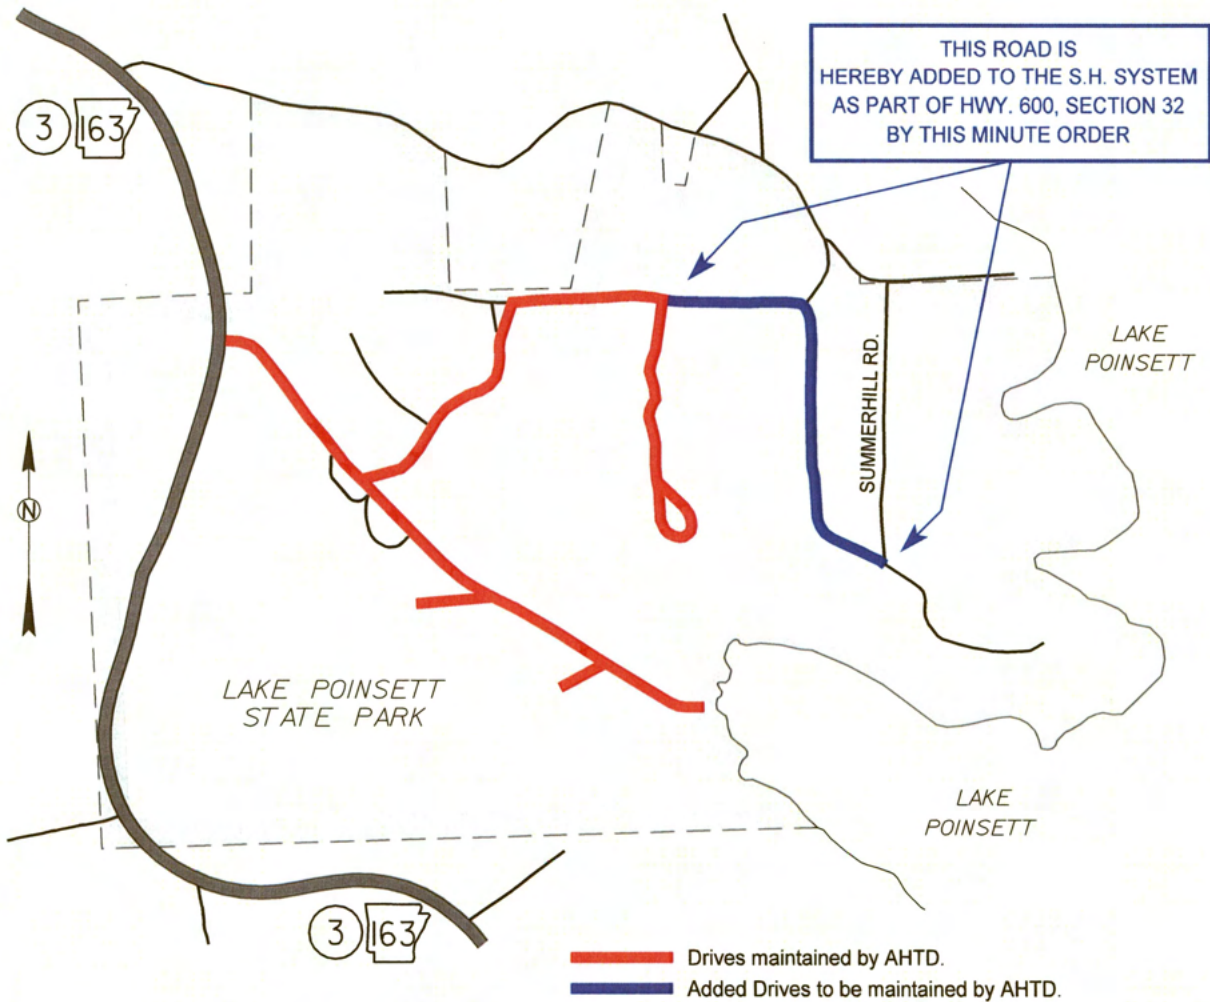 THIS ROAD IS
HEREBY ADDED TO THE S.H. SYSTEM
AS PART OF HWY. 600, SECTION 32
BY THIS MINUTE ORDER
3 163
LAKE
POINSETT
SUMMERHILL RD.
N
LAKE POINSETT
STATE PARK
LAKE
POINSETT
3 163
Drives maintained by AHTD.
Added Drives to be maintained by AHTD.